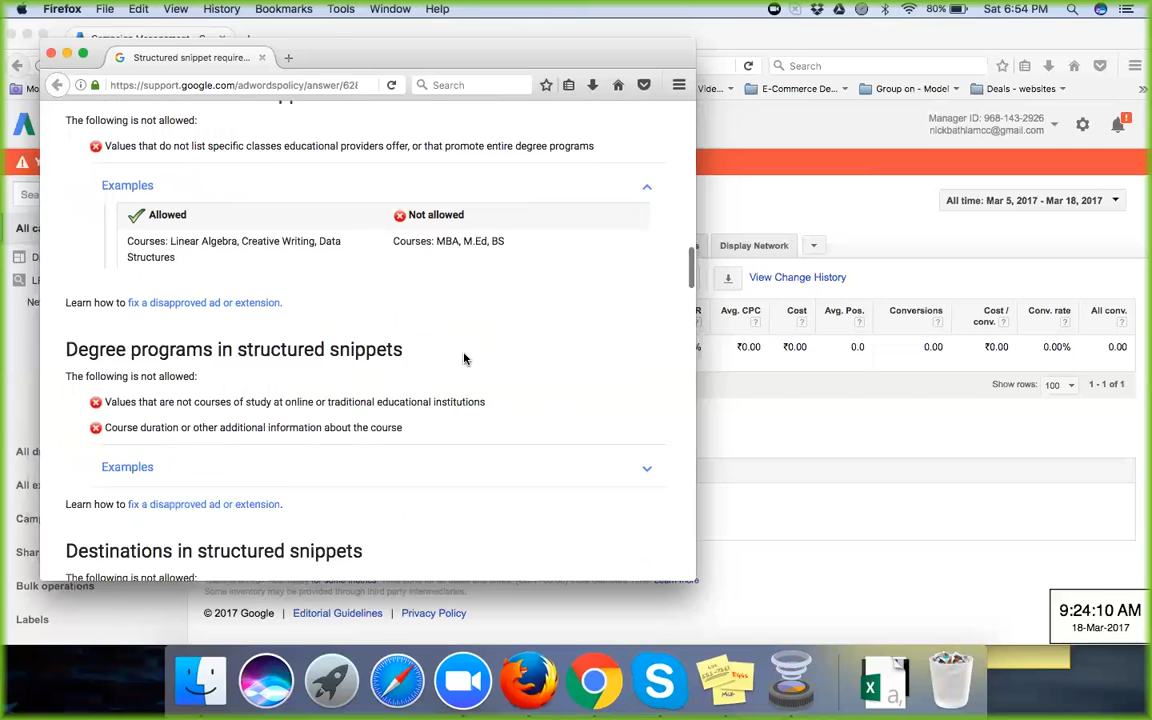 Firefox File Edit View History Bookmarks Tools Window Help
80% Sat 6:54 PM
Structured snippet require...
https://support.google.com/adwordspolicy/answer/628
Search
Search
Vide...
E-Commerce De...
Group on - Model
Deals - websites
Manager ID: 968-143-2926
nickbathlamcc@gmail.com
The following is not allowed:
Values that do not list specific classes educational providers offer, or that promote entire degree programs
Examples
Allowed
Not allowed
Courses: Linear Algebra, Creative Writing, Data
Structures
Courses: MBA, M.Ed, BS
Learn how to fix a disapproved ad or extension.
Degree programs in structured snippets
The following is not allowed:
Values that are not courses of study at online or traditional educational institutions
Course duration or other additional information about the course
Examples
Learn how to fix a disapproved ad or extension.
Destinations in structured snippets
The following is not allowed:
All time: Mar 5, 2017 - Mar 18, 2017
Display Network
View Change History
Avg. CPC
Cost
Avg. Pos.
Conversions
Cost /
conv.
Conv. rate
All conv.
₹0.00
₹0.00
0.0
0.00
₹0.00
0.00%
0.00
Show rows: 100
1 - 1 of 1
Bulk operations
Labels
© 2017 Google | Editorial Guidelines | Privacy Policy
9:24:10 AM
18-Mar-2017